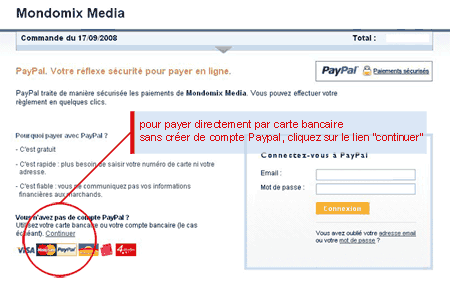 Mondomix Media
Commande du 17/09/2008
Total :
PayPal. Votre réflexe sécurité pour payer en ligne.
PayPal Paiements sécurisés
PayPal traite de manière sécurisée les paiements de Mondomix Media. Vous pouvez effectuer votre
règlement en quelques clics.
pour payer directement par carte bancaire
sans créer de compte Paypal, cliquez sur le lien "continuer"
Pourquoi payer avec PayPal ?
- C'est gratuit
- C'est rapide : plus besoin de saisir votre numéro de carte ni votre
adresse.
- C'est fiable : vous ne communiquez pas vos informations
financières aux marchands.
Vous n'avez pas de compte PayPal ?
Utilisez votre carte bancaire ou votre compte bancaire (le cas
échéant). Continuer
VISA MasterCard PayPal
Connectez-vous à PayPal
Email :
Mot de passe :
Connexion
Vous avez oublié votre adresse email
ou votre mot de passe ?